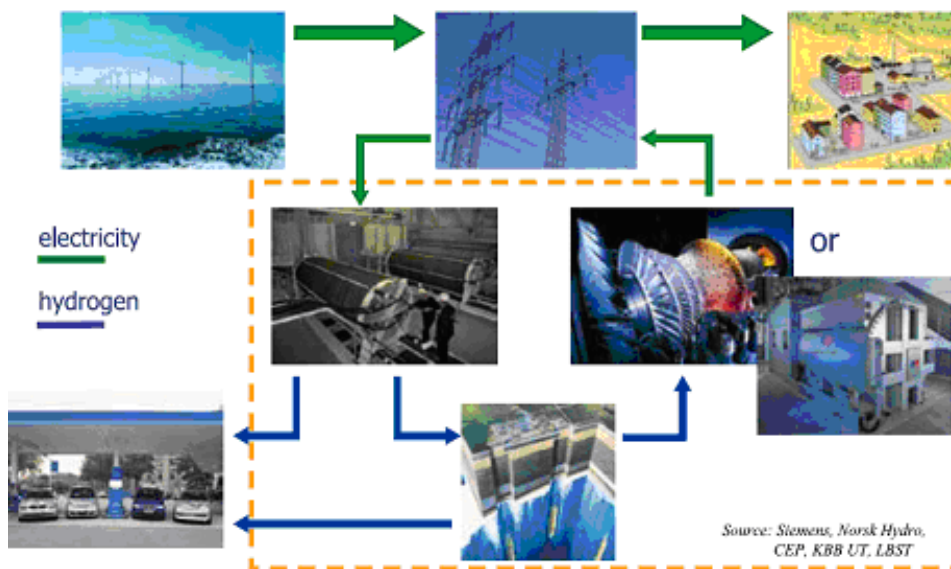 electricity
hydrogen
or
Source: Siemens, Norsk Hydro,
CEP, KBB UT, LBST